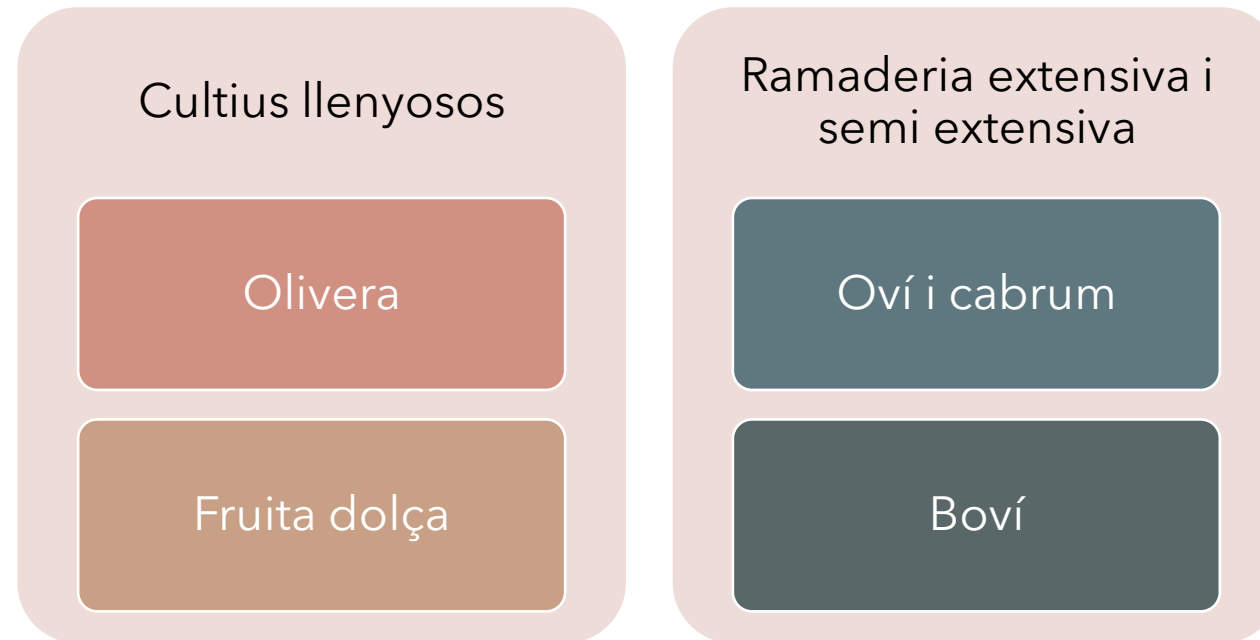 Cultius llenyosos
Olivera
Fruita dolça
Ramaderia extensiva i
semi extensiva
Oví i cabrum
Boví